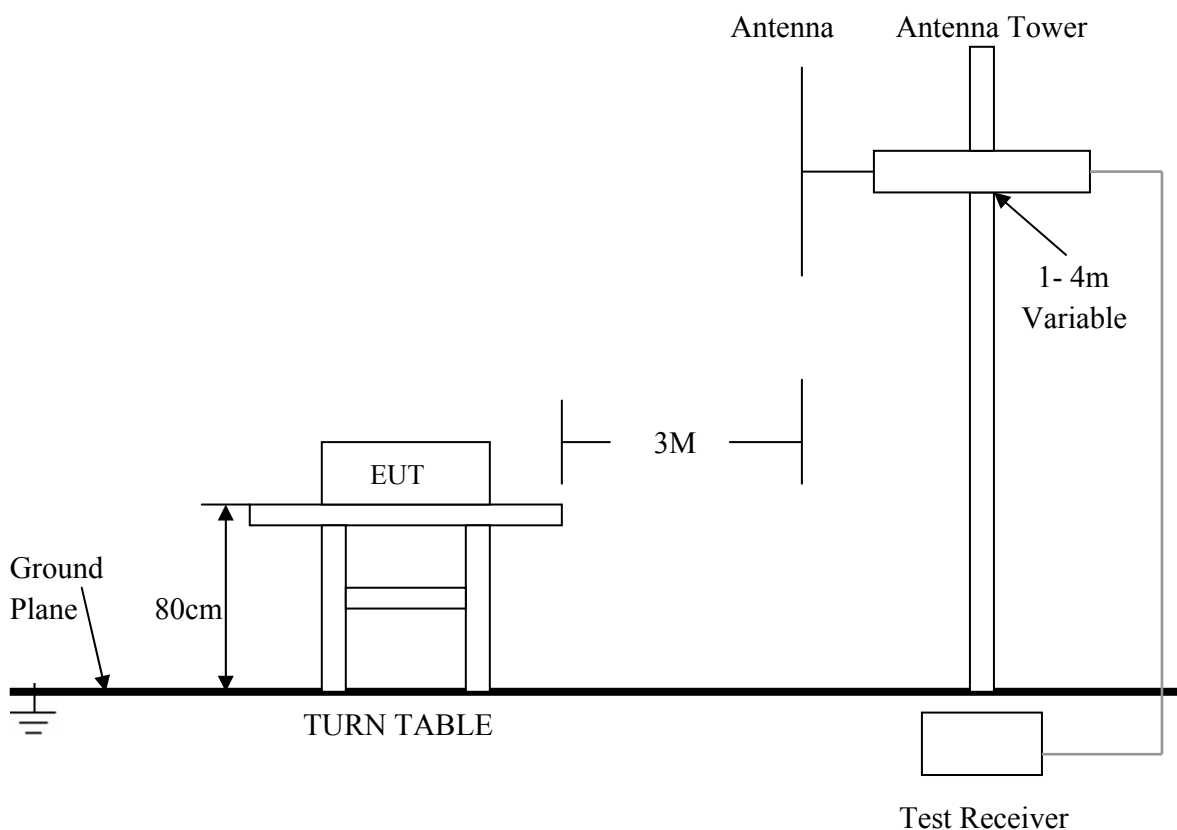 Antenna
Antenna Tower
1- 4m
Variable
3M
EUT
Ground
Plane
80cm
TURN TABLE
Test Receiver